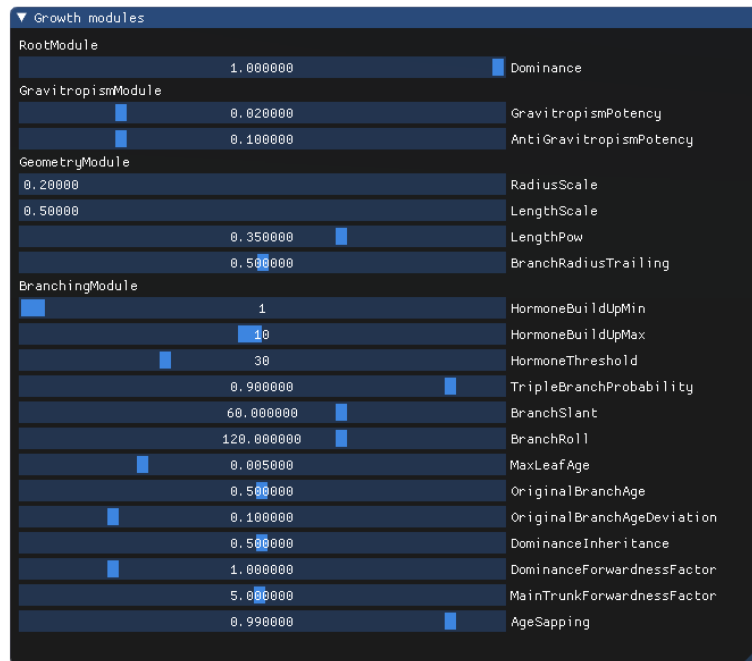 Growth modules
RootModule
1.000000 Dominance
GravitropismModule
0.020000 GravitropismPotency
0.100000 AntiGravitropismPotency
GeometryModule
0.20000 RadiusScale
0.50000 LengthScale
0.350000 LengthPow
0.500000 BranchRadiusTrailing
BranchingModule
1 HormoneBuildUpMin
10 HormoneBuildUpMax
30 HormoneThreshold
0.900000 TripleBranchProbability
60.000000 BranchSlant
120.000000 BranchRoll
0.005000 MaxLeafAge
0.500000 OriginalBranchAge
0.100000 OriginalBranchAgeDeviation
0.500000 DominanceInheritance
1.000000 DominanceForwardnessFactor
5.000000 MainTrunkForwardnessFactor
0.990000 AgeSapping